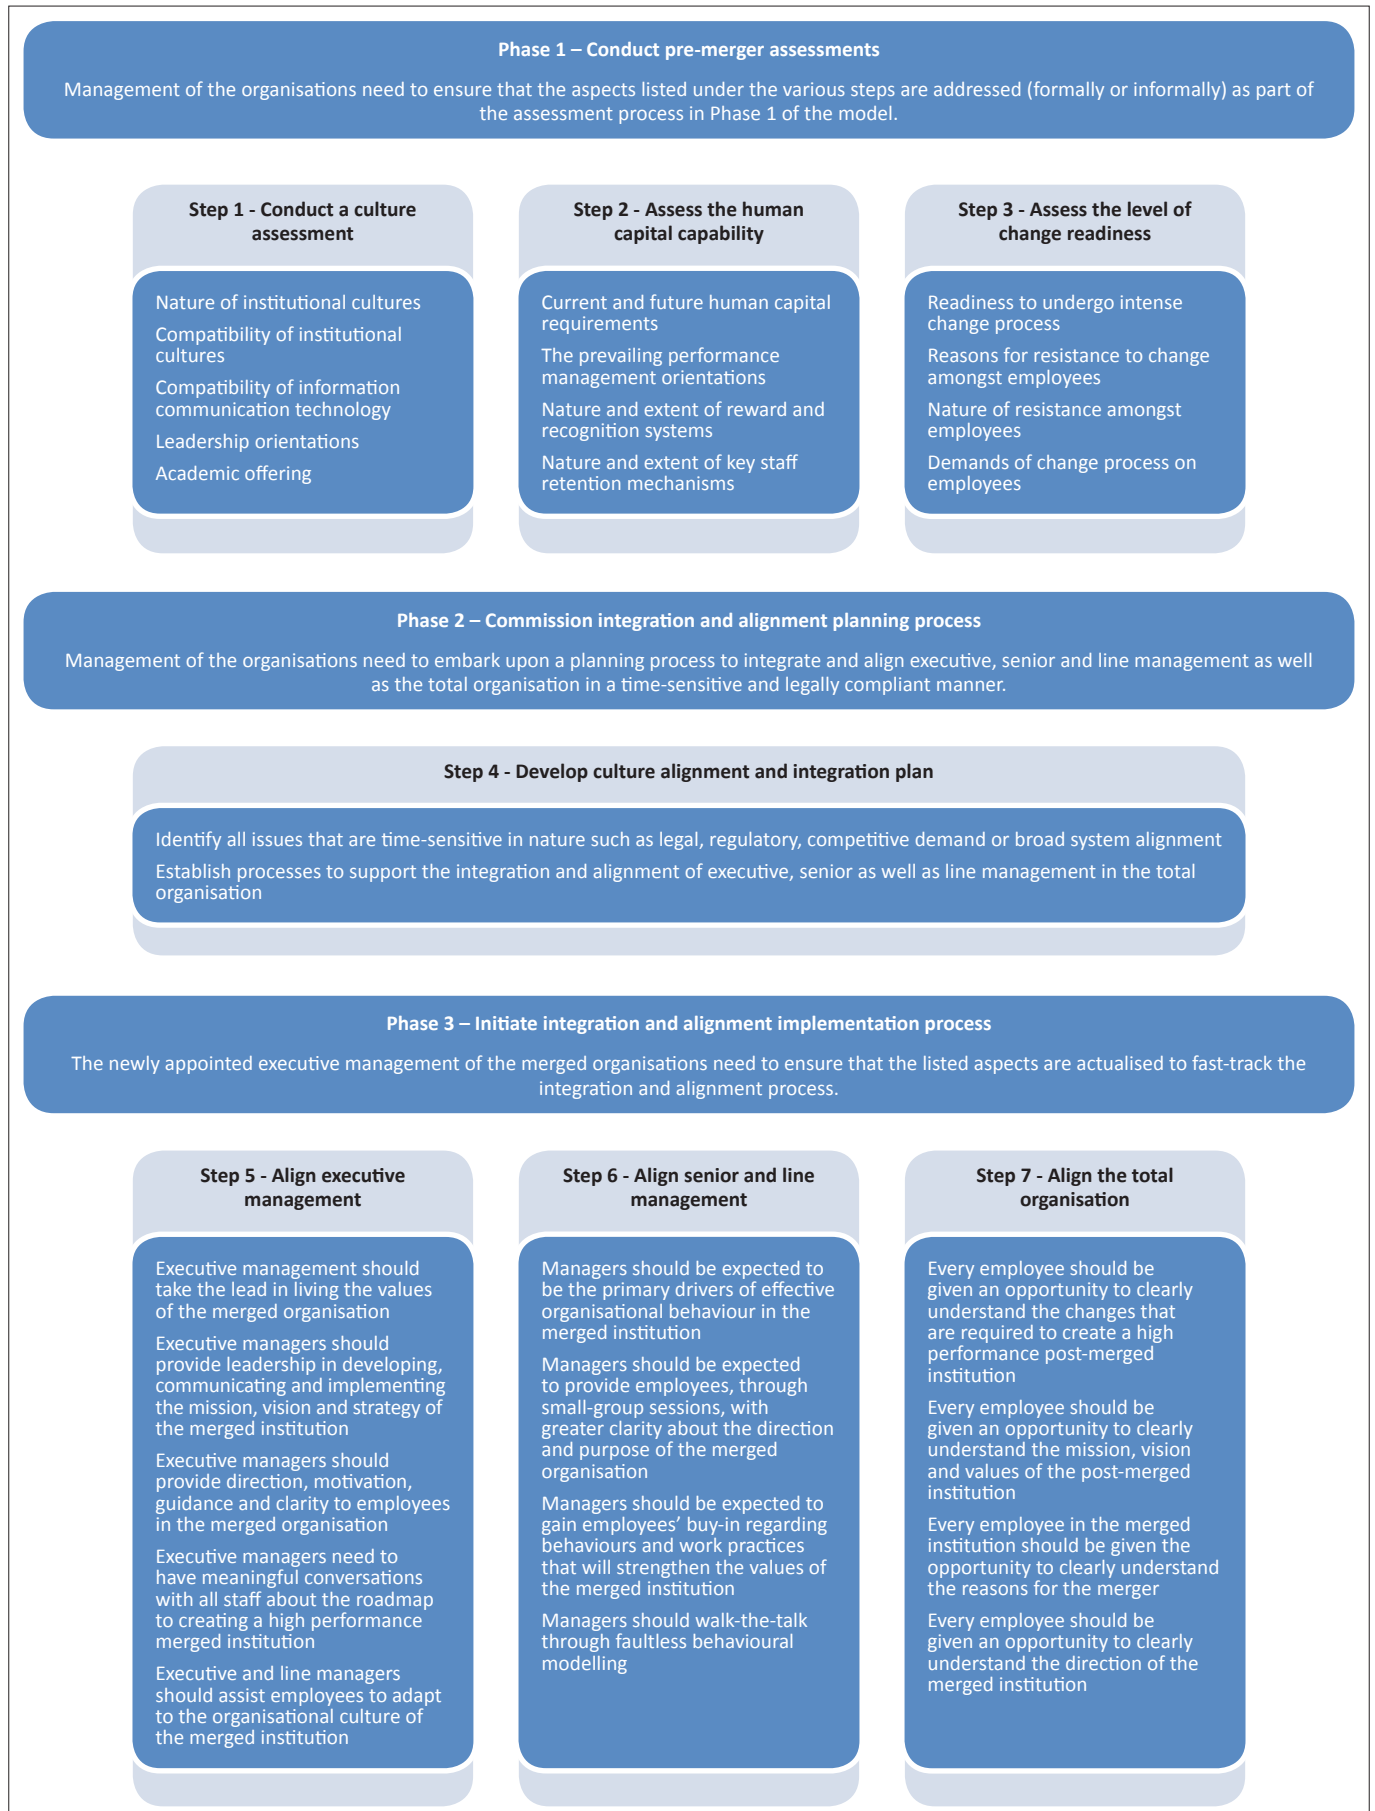 Phase 1 – Conduct pre-merger assessments
Management of the organisations need to ensure that the aspects listed under the various steps are addressed (formally or informally) as part of
the assessment process in Phase 1 of the model.
Step 1 - Conduct a culture
assessment
Nature of institutional cultures
Compatibility of institutional
cultures
Compatibility of information
communication technology
Leadership orientations
Academic offering
Step 2 - Assess the human
capital capability
Current and future human capital
requirements
The prevailing performance
management orientations
Nature and extent of reward and
recognition systems
Nature and extent of key staff
retention mechanisms
Step 3 - Assess the level of
change readiness
Readiness to undergo intense
change process
Reasons for resistance to change
amongst employees
Nature of resistance amongst
employees
Demands of change process on
employees
Phase 2 – Commission integration and alignment planning process
Management of the organisations need to embark upon a planning process to integrate and align executive, senior and line management as well
as the total organisation in a time-sensitive and legally compliant manner.
Step 4 - Develop culture alignment and integration plan
Identify all issues that are time-sensitive in nature such as legal, regulatory, competitive demand or broad system alignment
Establish processes to support the integration and alignment of executive, senior as well as line management in the total
organisation
Phase 3 – Initiate integration and alignment implementation process
The newly appointed executive management of the merged organisations need to ensure that the listed aspects are actualised to fast-track the
integration and alignment process.
Step 5 - Align executive
management
Executive management should
take the lead in living the values
of the merged organisation
Executive managers should
provide leadership in developing,
communicating and implementing
the mission, vision and strategy of
the merged institution
Executive managers should
provide direction, motivation,
guidance and clarity to employees
in the merged organisation
Executive managers need to
have meaningful conversations
with all staff about the roadmap
to creating a high performance
merged institution
Executive and line managers
should assist employees to adapt
to the organisational culture of
the merged institution
Step 6 - Align senior and line
management
Managers should be expected to
be the primary drivers of effective
organisational behaviour in the
merged institution
Managers should be expected
to provide employees, through
small-group sessions, with
greater clarity about the direction
and purpose of the merged
organisation
Managers should be expected to
gain employees’ buy-in regarding
behaviours and work practices
that will strengthen the values of
the merged institution
Managers should walk-the-talk
through faultless behavioural
modelling
Step 7 - Align the total
organisation
Every employee should be
given an opportunity to clearly
understand the changes that
are required to create a high
performance post-merged
institution
Every employee should be
given an opportunity to clearly
understand the mission, vision
and values of the post-merged
institution
Every employee in the merged
institution should be given the
opportunity to clearly understand
the reasons for the merger
Every employee should be
given an opportunity to clearly
understand the direction of the
merged institution